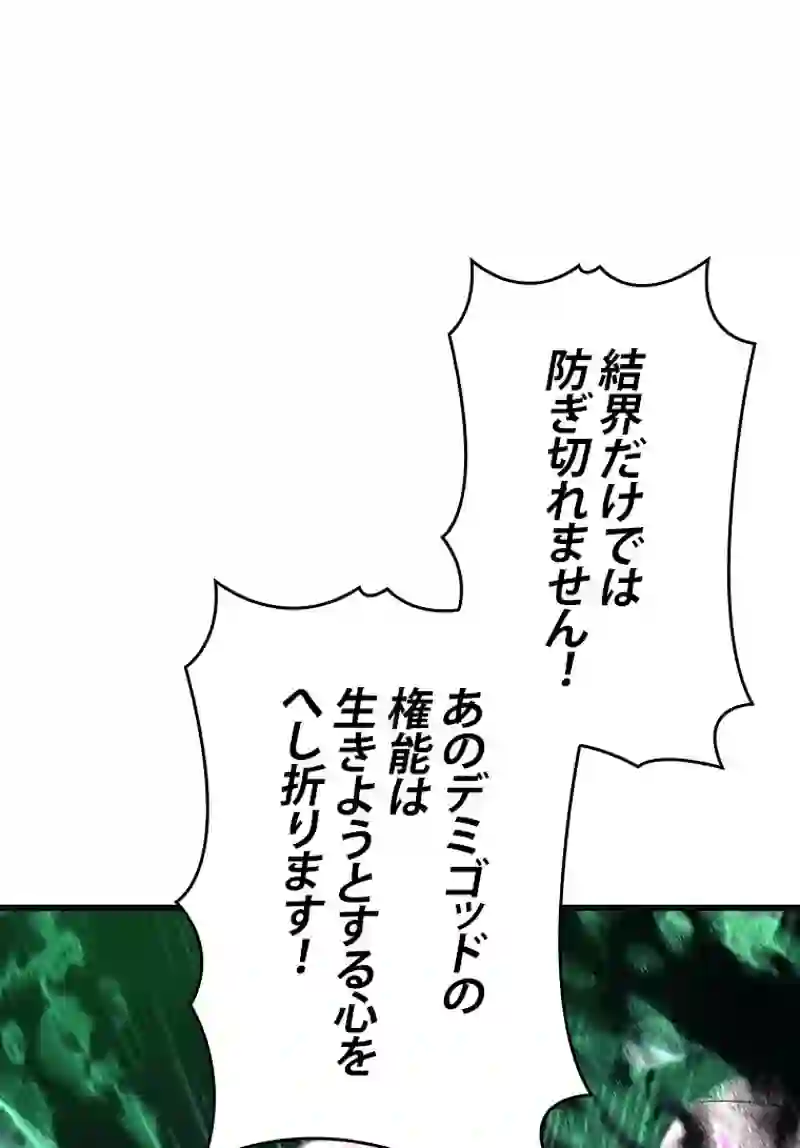 結界だけでは
防ぎ切れません!
あのデミゴッドの
権能は
生きようとする心を
へし折ります!